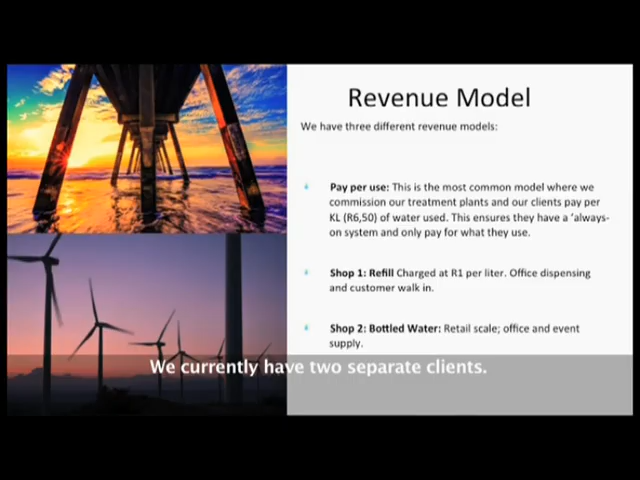 Revenue Model
We have three different revenue models:
Pay per use: This is the most common model where we
commission our treatment plants and our clients pay per
KL (R6,50) of water used. This ensures they have a 'always-
on system and only pay for what they use.
Shop 1: Refill Charged at R1 per liter. Office dispensing
and customer walk in.
Shop 2: Bottled Water: Retail scale; office and event
supply.
We currently have two separate clients.